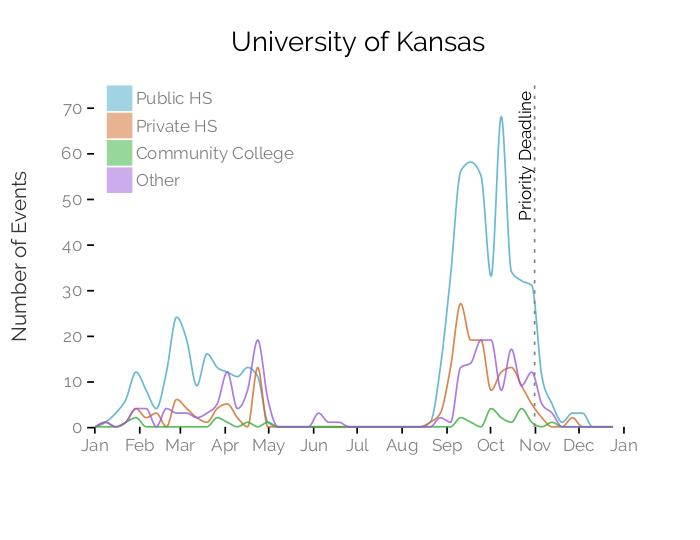 University of Kansas
Public HS
Private HS
Community College
Other
Priority Deadline
Number of Events
70
60
50
40
30
20
10
0
Jan Feb Mar Apr May Jun Jul Aug Sep Oct Nov Dec Jan